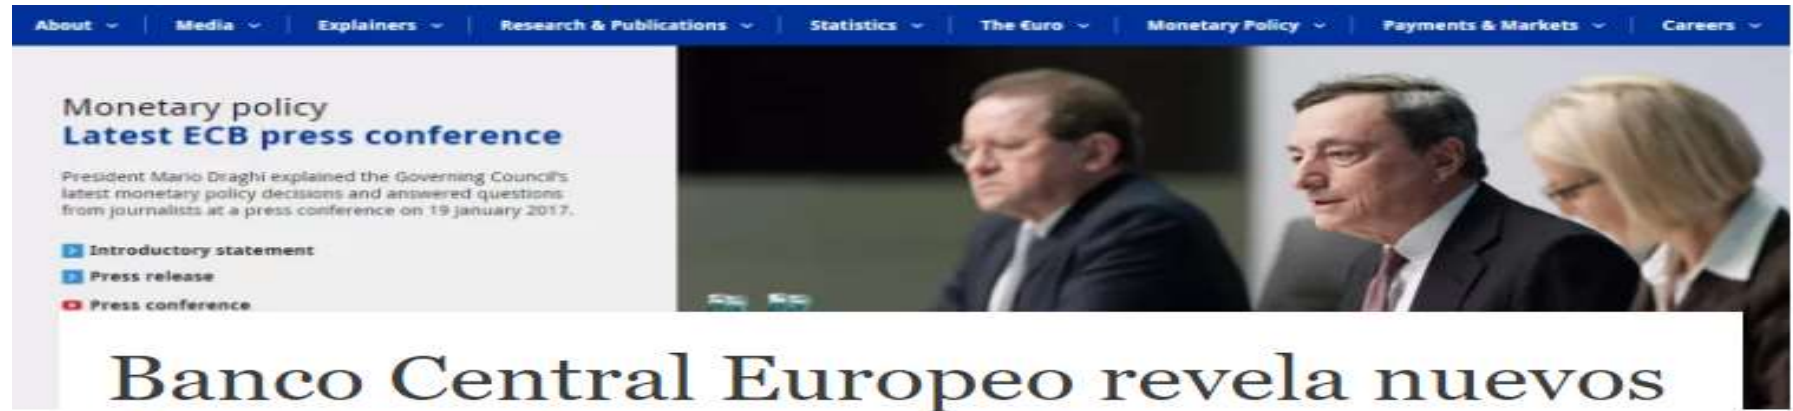 About Media Explainers Research & Publications Statistics The €uro Monetary Policy Payments & Markets Careers
Monetary policy
Latest ECB press conference
President Mario Draghi explained the Governing Council's
latest monetary policy decisions and answered questions
from journalists at a press conference on 19 January 2017.
Introductory statement
Press release
Press conference
Banco Central Europeo revela nuevos